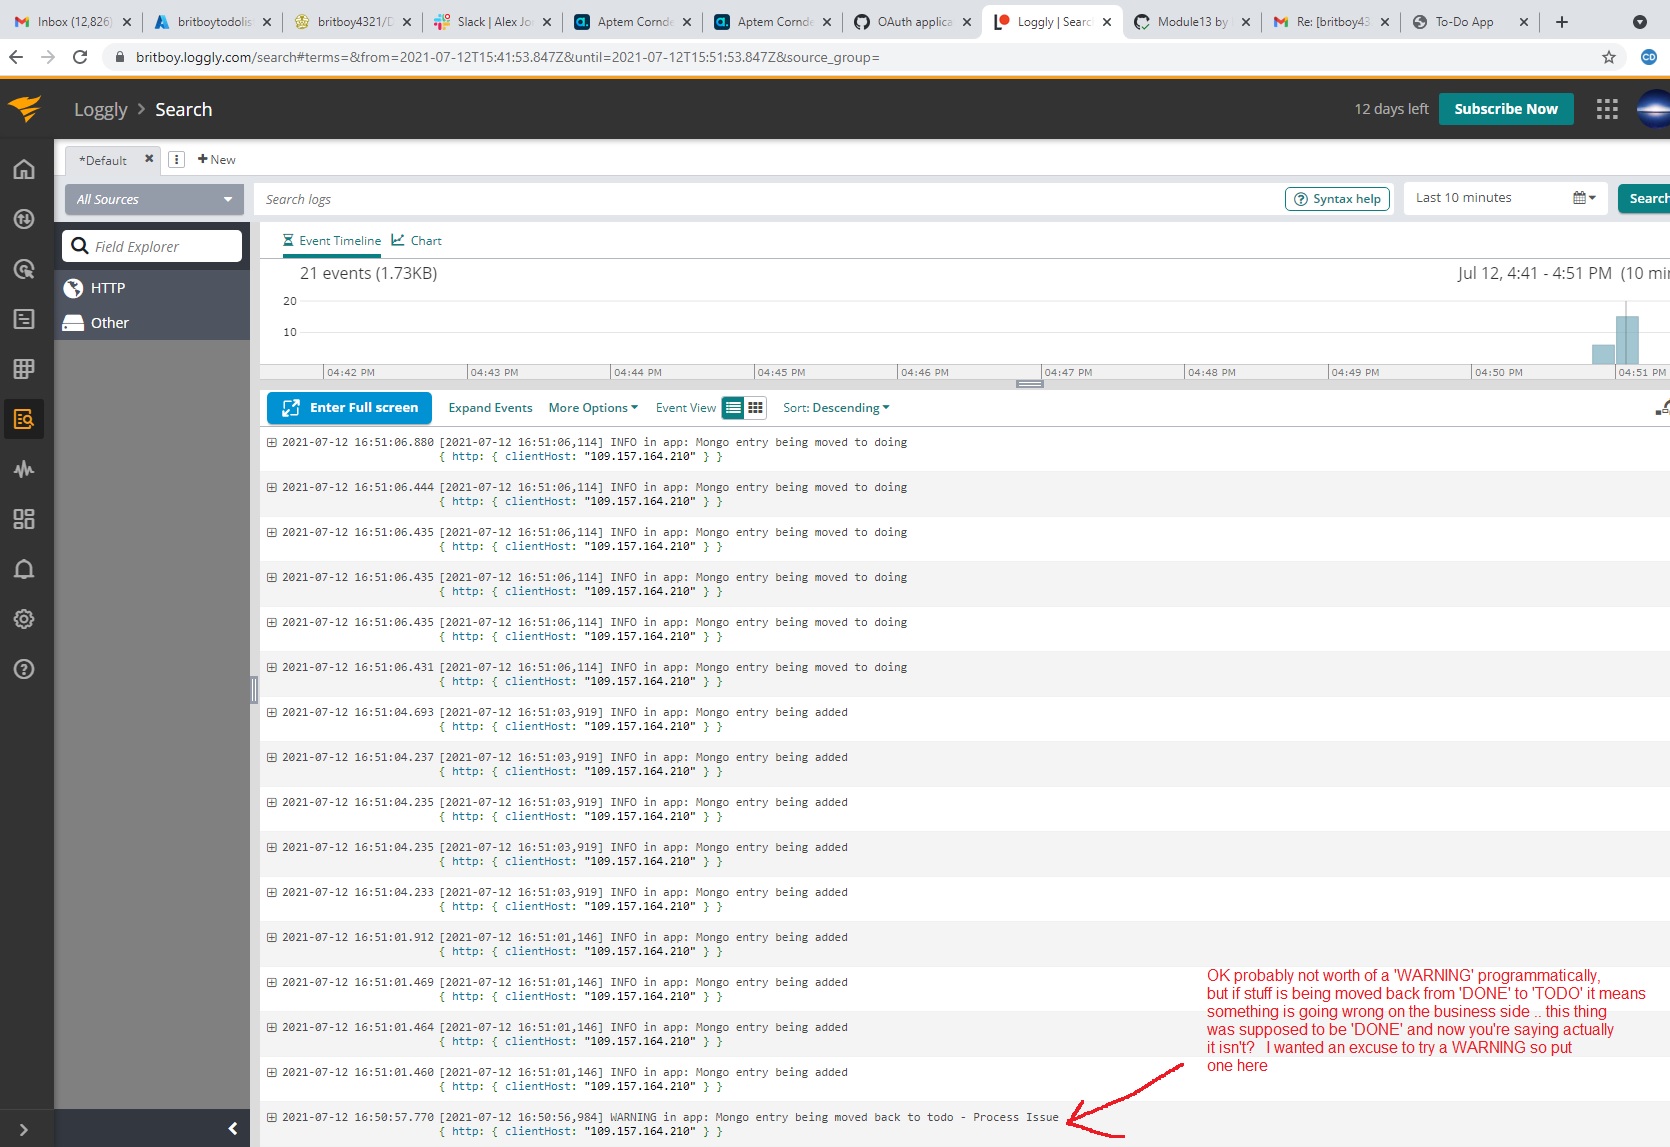 Inbox (12,826)
britboytodolis
britboy4321/D
Slack | Alex Jo
Aptem Cornde
Aptem Cornde
OAuth applica
Loggly | Searc
Module13 by
Re: [britboy43
To-Do App
britboy.loggly.com/search#terms=&from=2021-07-12T15:41:53.847Z&until=2021-07-12T15:51:53.847Z&source_group=
CD
Loggly > Search
12 days left
Subscribe Now
*Default
+ New
All Sources
Search logs
Syntax help
Last 10 minutes
Search
Field Explorer
HTTP
Other
Event Timeline
Chart
21 events (1.73KB)
Jul 12, 4:41 - 4:51 PM (10 min
20
10
04:42 PM 04:43 PM 04:44 PM 04:45 PM 04:46 PM 04:47 PM 04:48 PM 04:49 PM 04:50 PM 04:51 PM
Enter Full screen
Expand Events
More Options
Event View
Sort: Descending
2021-07-12 16:51:06.880 [2021-07-12 16:51:06,114] INFO in app: Mongo entry being moved to doing
{ http: { clientHost: "109.157.164.210" } }
2021-07-12 16:51:06.444 [2021-07-12 16:51:06,114] INFO in app: Mongo entry being moved to doing
{ http: { clientHost: "109.157.164.210" } }
2021-07-12 16:51:06.435 [2021-07-12 16:51:06,114] INFO in app: Mongo entry being moved to doing
{ http: { clientHost: "109.157.164.210" } }
2021-07-12 16:51:06.435 [2021-07-12 16:51:06,114] INFO in app: Mongo entry being moved to doing
{ http: { clientHost: "109.157.164.210" } }
2021-07-12 16:51:06.435 [2021-07-12 16:51:06,114] INFO in app: Mongo entry being moved to doing
{ http: { clientHost: "109.157.164.210" } }
2021-07-12 16:51:06.431 [2021-07-12 16:51:06,114] INFO in app: Mongo entry being moved to doing
{ http: { clientHost: "109.157.164.210" } }
2021-07-12 16:51:04.693 [2021-07-12 16:51:03,919] INFO in app: Mongo entry being added
{ http: { clientHost: "109.157.164.210" } }
2021-07-12 16:51:04.237 [2021-07-12 16:51:03,919] INFO in app: Mongo entry being added
{ http: { clientHost: "109.157.164.210" } }
2021-07-12 16:51:04.235 [2021-07-12 16:51:03,919] INFO in app: Mongo entry being added
{ http: { clientHost: "109.157.164.210" } }
2021-07-12 16:51:04.235 [2021-07-12 16:51:03,919] INFO in app: Mongo entry being added
{ http: { clientHost: "109.157.164.210" } }
2021-07-12 16:51:04.233 [2021-07-12 16:51:03,919] INFO in app: Mongo entry being added
{ http: { clientHost: "109.157.164.210" } }
2021-07-12 16:51:01.912 [2021-07-12 16:51:01,146] INFO in app: Mongo entry being added
{ http: { clientHost: "109.157.164.210" } }
2021-07-12 16:51:01.469 [2021-07-12 16:51:01,146] INFO in app: Mongo entry being added
{ http: { clientHost: "109.157.164.210" } }
2021-07-12 16:51:01.464 [2021-07-12 16:51:01,146] INFO in app: Mongo entry being added
{ http: { clientHost: "109.157.164.210" } }
2021-07-12 16:51:01.460 [2021-07-12 16:51:01,146] INFO in app: Mongo entry being added
{ http: { clientHost: "109.157.164.210" } }
2021-07-12 16:50:57.770 [2021-07-12 16:50:56,984] WARNING in app: Mongo entry being moved back to todo - Process Issue
{ http: { clientHost: "109.157.164.210" } }
OK probably not worth of a 'WARNING' programmatically,
but if stuff is being moved back from 'DONE' to 'TODO' it means
something is going wrong on the business side .. this thing
was supposed to be 'DONE' and now you're saying actually
it isn't? I wanted an excuse to try a WARNING so put
one here